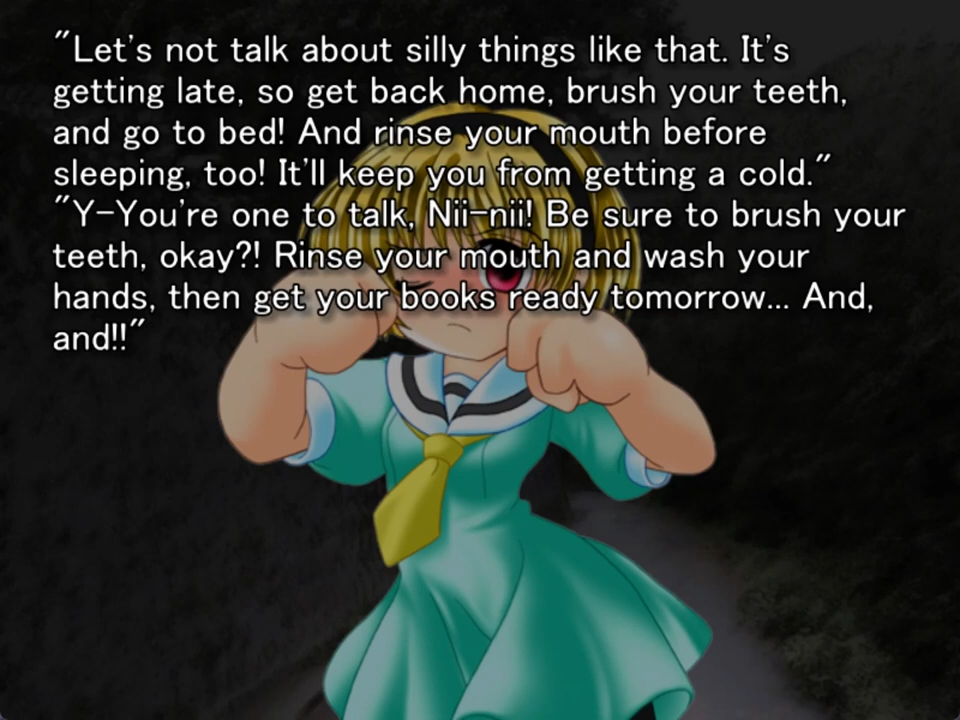 "Let's not talk about silly things like that. It's
getting late, so get back home, brush your teeth,
and go to bed! And rinse your mouth before
sleeping, too! It'll keep you from getting a cold."
"Y-You're one to talk, Nii-nii! Be sure to brush your
teeth, okay?! Rinse your mouth and wash your
hands, then get your books ready tomorrow... And,
and!!"